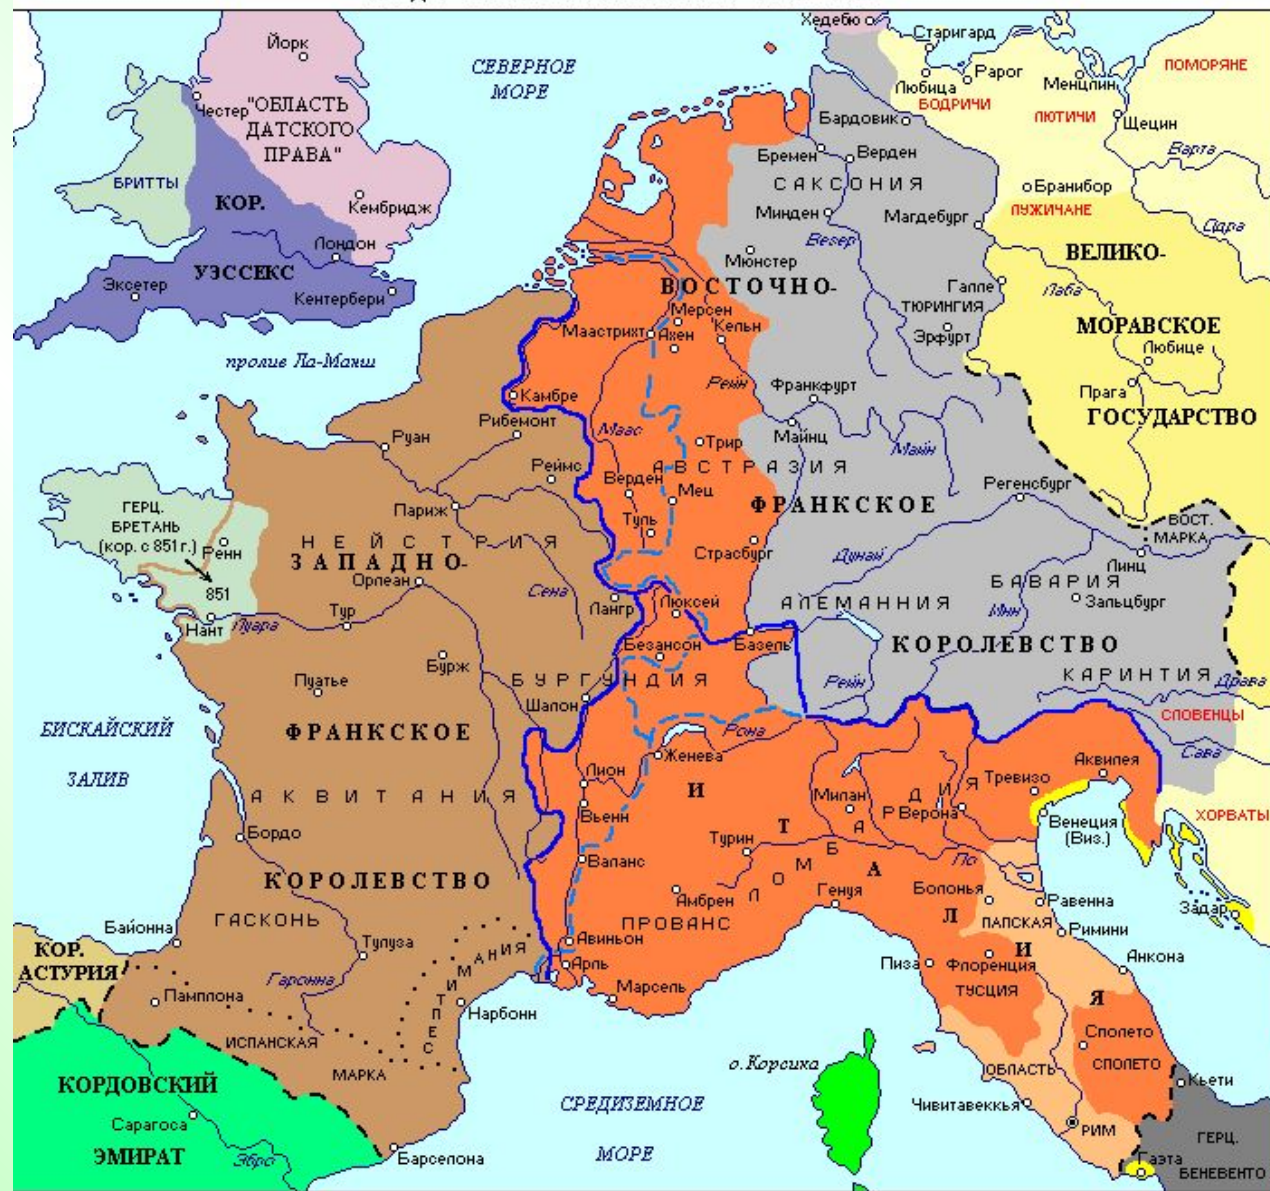 Хедебю
Старигард
Йорк
СЕВЕРНОЕ
МОРЕ
Любица
Рарог
Менцлин
ПОМОРЯНЕ
БОДРИЧИ
ЛЮТИЧИ
Щецин
Честер
"ОБЛАСТЬ
ДАТСКОГО
ПРАВА"
Бардовик
Бремен
Верден
Варта
БРИТТЫ
САКСОНИЯ
Бранибор
КОР.
Кембридж
Минден
Магдебург
ЛУЖИЧАНЕ
Одра
Лондон
Везер
Мюнстер
ВЕЛИКО-
УЭССЕКС
Эксетер
Кентербери
ВОСТОЧНО-
Галле
Лаба
ТЮРИНГИЯ
Мерсен
Маастрихт
Ахен
Кельн
Эрфурт
МОРАВСКОЕ
Любице
пролив Ла-Манш
Рейн
Франкфурт
Прага
Камбре
ГОСУДАРСТВО
Рибемонт
Руан
Маас
Трир
Майнц
Майн
Реймс
АВСТРАЗИЯ
Верден
Мец
Регенсбург
ГЕРЦ.
БРЕТАНЬ
(кор. с 851г.)
Ренн
851
Париж
Туль
ФРАНКСКОЕ
ВОСТ.
МАРКА
НЕЙСТРИЯ
ЗАПАДНО-
Страсбург
Дунай
Линц
Орлеан
Сена
БАВАРИЯ
Зальцбург
Инн
Тур
Лангр
Люксей
АЛЕМАННИЯ
Нант
Луара
Безансон
Базель
КОРОЛЕВСТВО
Бурж
Пуатье
БУРГУНДИЯ
Рейн
КАРИНТИЯ
Драва
Шалон
СЛОВЕНЦЫ
БИСКАЙСКИЙ
ЗАЛИВ
ФРАНКСКОЕ
Рона
Женева
Сава
Аквилея
Лион
Тревизо
АКВИТАНИЯ
Милан
Верона
Вьенн
Венеция
(Виз.)
ХОРВАТЫ
Бордо
Турин
Валанс
По
КОРОЛЕВСТВО
ЛОМБАРДИЯ
ИТАЛИЯ
Амбрен
Генуя
Болонья
Равенна
Задар
ГАСКОНЬ
ПРОВАНС
ПАПСКАЯ
Римини
Байонна
Тулуза
Авиньон
КОР.
АСТУРИЯ
Арль
Пиза
Флоренция
ТУСЦИЯ
Анкона
Гаронна
СЕПТИМАНИЯ
Памплона
Нарбонн
Марсель
ИСПАНСКАЯ
Сполето
СПОЛЕТО
МАРКА
о.Корсика
ОБЛАСТЬ
КОРДОВСКИЙ
Кьети
Сарагоса
СРЕДИЗЕМНОЕ
МОРЕ
Чивитавеккья
РИМ
ЭМИРАТ
Эбро
Барселона
ГЕРЦ.
Гаэта
БЕНЕВЕНТО